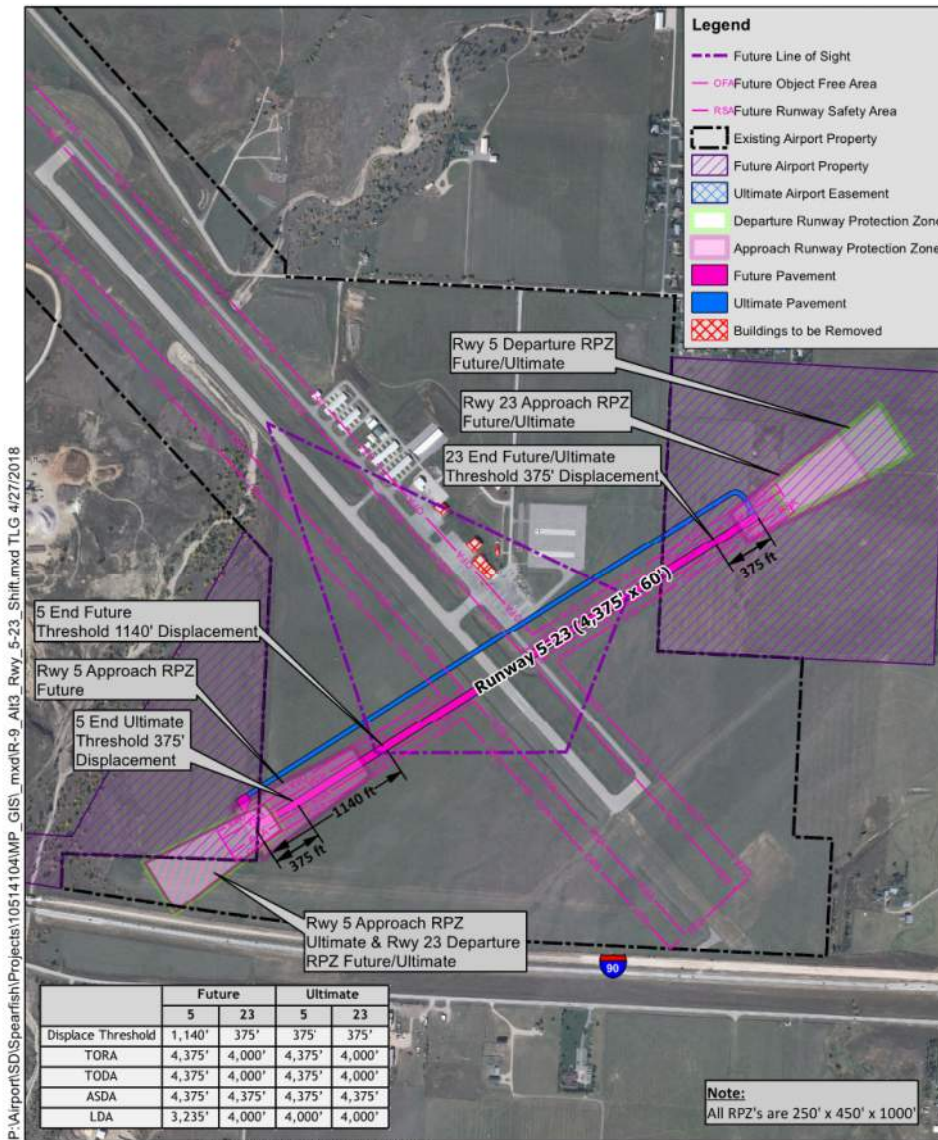 P:\Airport\SD\Spearfish\Projects\10514104\MP_GIS\_mxd\R-9_Alt3_Rwy_5-23_Shift.mxd TLG 4/27/2018
Legend
Future Line of Sight
OFA Future Object Free Area
RSA Future Runway Safety Area
Existing Airport Property
Future Airport Property
Ultimate Airport Easement
Departure Runway Protection Zone
Approach Runway Protection Zone
Future Pavement
Ultimate Pavement
Buildings to be Removed
Rwy 5 Departure RPZ
Future/Ultimate
Rwy 23 Approach RPZ
Future/Ultimate
23 End Future/Ultimate
Threshold 375' Displacement
375 ft
Runway 5-23 (4,375' x 60')
5 End Future
Threshold 1140' Displacement
Rwy 5 Approach RPZ
Future
5 End Ultimate
Threshold 375'
Displacement
1140 ft
375 ft
Rwy 5 Approach RPZ
Ultimate & Rwy 23 Departure
RPZ Future/Ultimate
90
Future Ultimate
5 23 5 23
Displace Threshold 1,140' 375' 375' 375'
TORA 4,375' 4,000' 4,375' 4,000'
TODA 4,375' 4,000' 4,375' 4,000'
ASDA 4,375' 4,375' 4,375' 4,375'
LDA 3,235' 4,000' 4,000' 4,000'
Note:
All RPZ's are 250' x 450' x 1000'